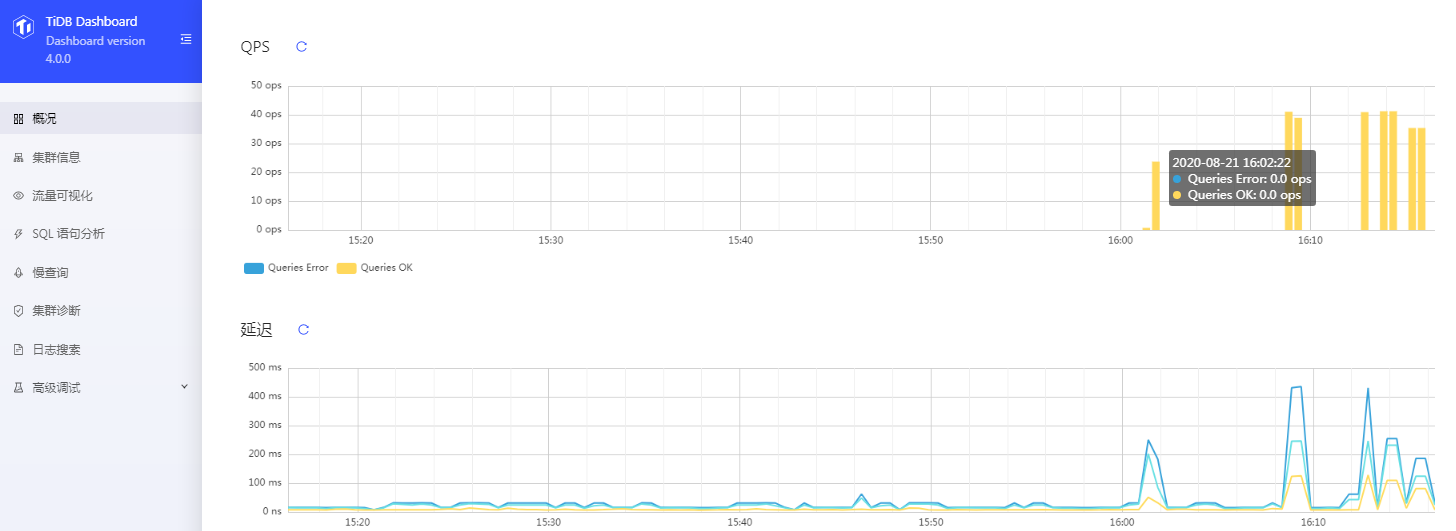 TiDB Dashboard
Dashboard version
4.0.0
概况
集群信息
流量可视化
SQL 语句分析
慢查询
集群诊断
日志搜索
高级调试
QPS
50 ops
40 ops
30 ops
20 ops
10 ops
0 ops
15:20 15:30 15:40 15:50 16:00 16:10
2020-08-21 16:02:22
Queries Error: 0.0 ops
Queries OK: 0.0 ops
Queries Error Queries OK
延迟
500 ms
400 ms
300 ms
200 ms
100 ms
0 ms
15:20 15:30 15:40 15:50 16:00 16:10